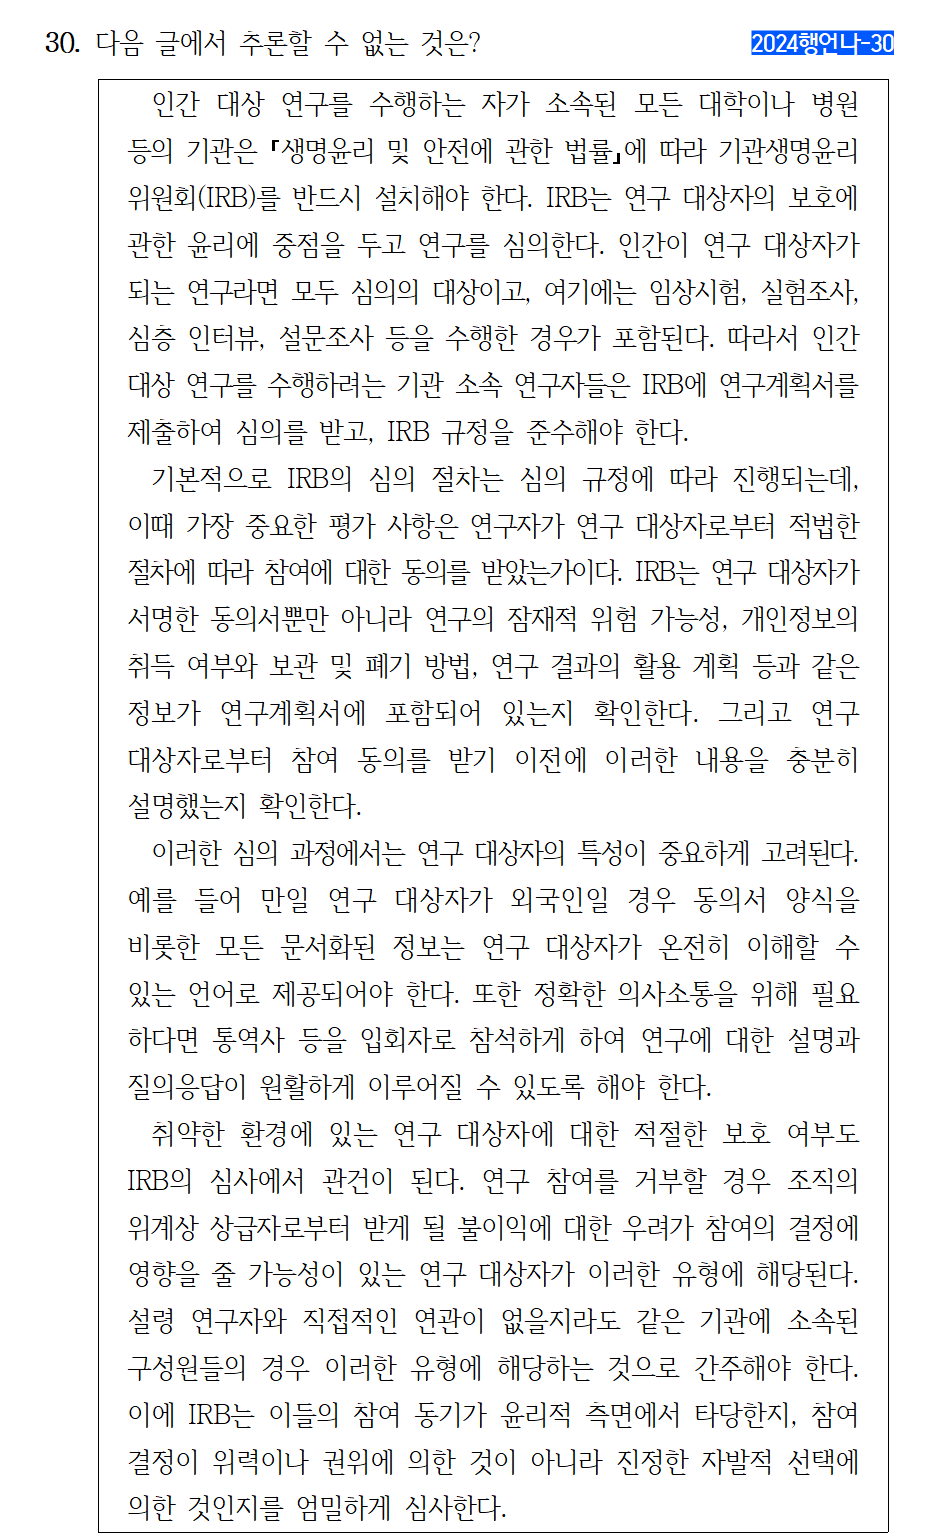 30. 다음 글에서 추론할 수 없는 것은?
2024행언나-30
인간 대상 연구를 수행하는 자가 소속된 모든 대학이나 병원
등의 기관은 「생명윤리 및 안전에 관한 법률」에 따라 기관생명윤리
위원회(IRB)를 반드시 설치해야 한다. IRB는 연구 대상자의 보호에
관한 윤리에 중점을 두고 연구를 심의한다. 인간이 연구 대상자가
되는 연구라면 모두 심의의 대상이고, 여기에는 임상시험, 실험조사,
심층 인터뷰, 설문조사 등을 수행한 경우가 포함된다. 따라서 인간
대상 연구를 수행하려는 기관 소속 연구자들은 IRB에 연구계획서를
제출하여 심의를 받고, IRB 규정을 준수해야 한다.
기본적으로 IRB의 심의 절차는 심의 규정에 따라 진행되는데,
이때 가장 중요한 평가 사항은 연구자가 연구 대상자로부터 적법한
절차에 따라 참여에 대한 동의를 받았는가이다. IRB는 연구 대상자가
서명한 동의서뿐만 아니라 연구의 잠재적 위험 가능성, 개인정보의
취득 여부와 보관 및 폐기 방법, 연구 결과의 활용 계획 등과 같은
정보가 연구계획서에 포함되어 있는지 확인한다. 그리고 연구
대상자로부터 참여 동의를 받기 이전에 이러한 내용을 충분히
설명했는지 확인한다.
이러한 심의 과정에서는 연구 대상자의 특성이 중요하게 고려된다.
예를 들어 만일 연구 대상자가 외국인일 경우 동의서 양식을
비롯한 모든 문서화된 정보는 연구 대상자가 온전히 이해할 수
있는 언어로 제공되어야 한다. 또한 정확한 의사소통을 위해 필요
하다면 통역사 등을 입회자로 참석하게 하여 연구에 대한 설명과
질의응답이 원활하게 이루어질 수 있도록 해야 한다.
취약한 환경에 있는 연구 대상자에 대한 적절한 보호 여부도
IRB의 심사에서 관건이 된다. 연구 참여를 거부할 경우 조직의
위계상 상급자로부터 받게 될 불이익에 대한 우려가 참여의 결정에
영향을 줄 가능성이 있는 연구 대상자가 이러한 유형에 해당된다.
설령 연구자와 직접적인 연관이 없을지라도 같은 기관에 소속된
구성원들의 경우 이러한 유형에 해당하는 것으로 간주해야 한다.
이에 IRB는 이들의 참여 동기가 윤리적 측면에서 타당한지, 참여
결정이 위력이나 권위에 의한 것이 아니라 진정한 자발적 선택에
의한 것인지를 엄밀하게 심사한다.